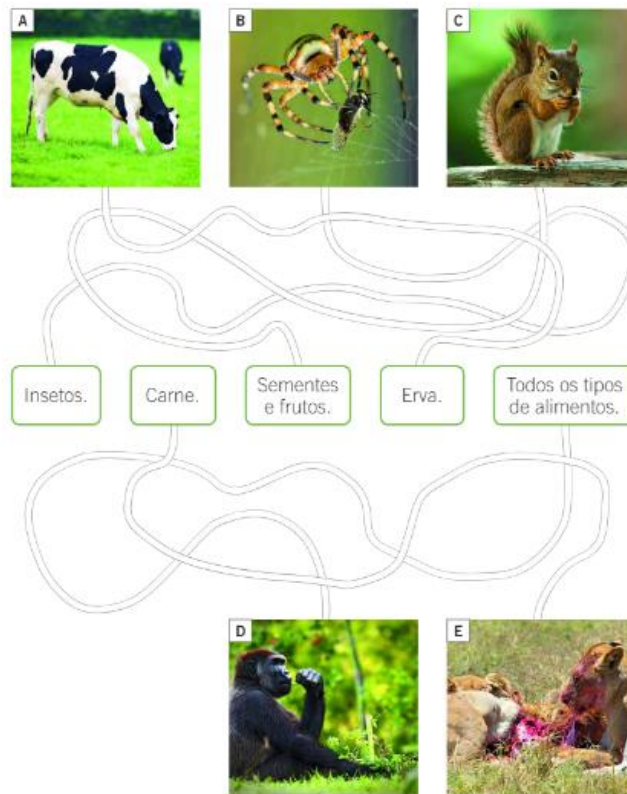 A
B
C
Insetos.
Carne.
Sementes
e frutos.
Erva.
Todos os tipos
de alimentos.
D
E